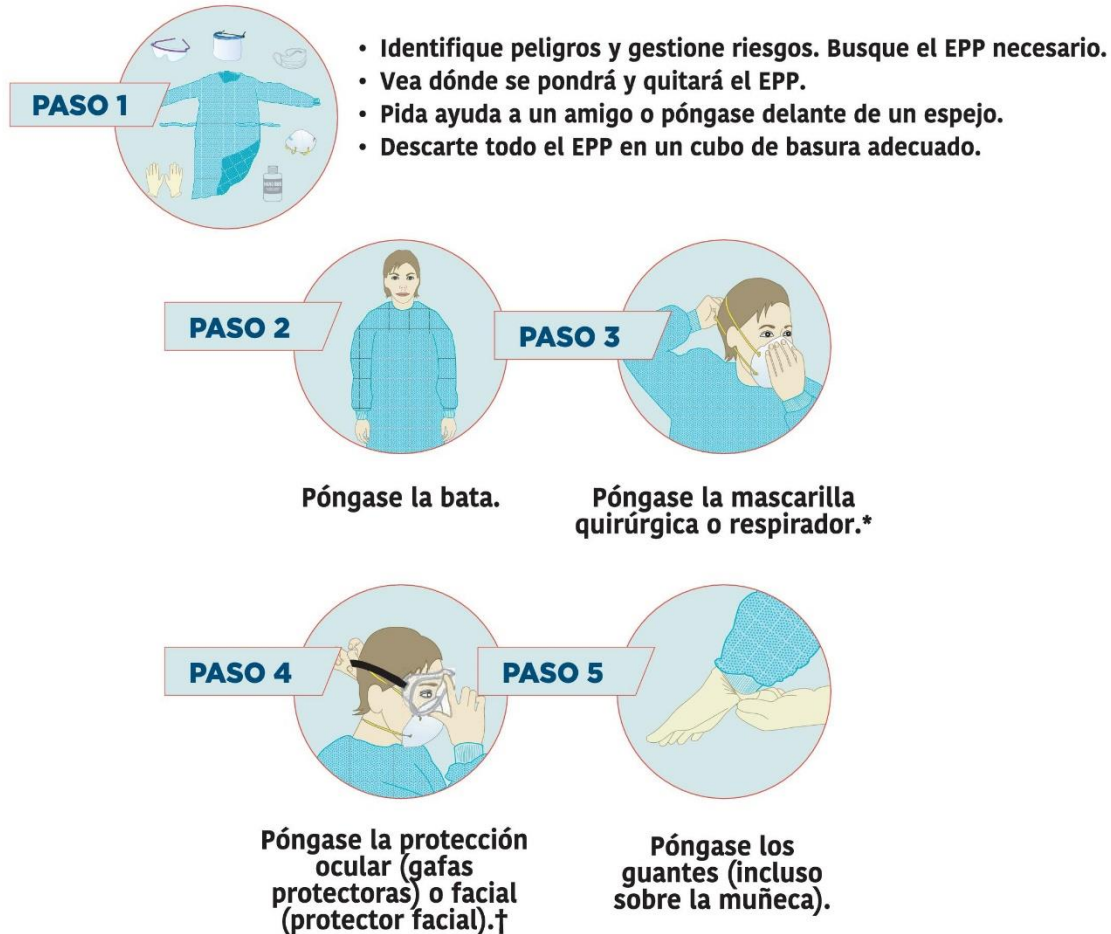 PASO 1
• Identifique peligros y gestione riesgos. Busque el EPP necesario.
• Vea dónde se pondrá y quitará el EPP.
• Pida ayuda a un amigo o póngase delante de un espejo.
• Descarte todo el EPP en un cubo de basura adecuado.
PASO 2
Póngase la bata.
PASO 3
Póngase la mascarilla
quirúrgica o respirador.*
PASO 4
Póngase la protección
ocular (gafas
protectoras) o facial
(protector facial).†
PASO 5
Póngase los
guantes (incluso
sobre la muñeca).